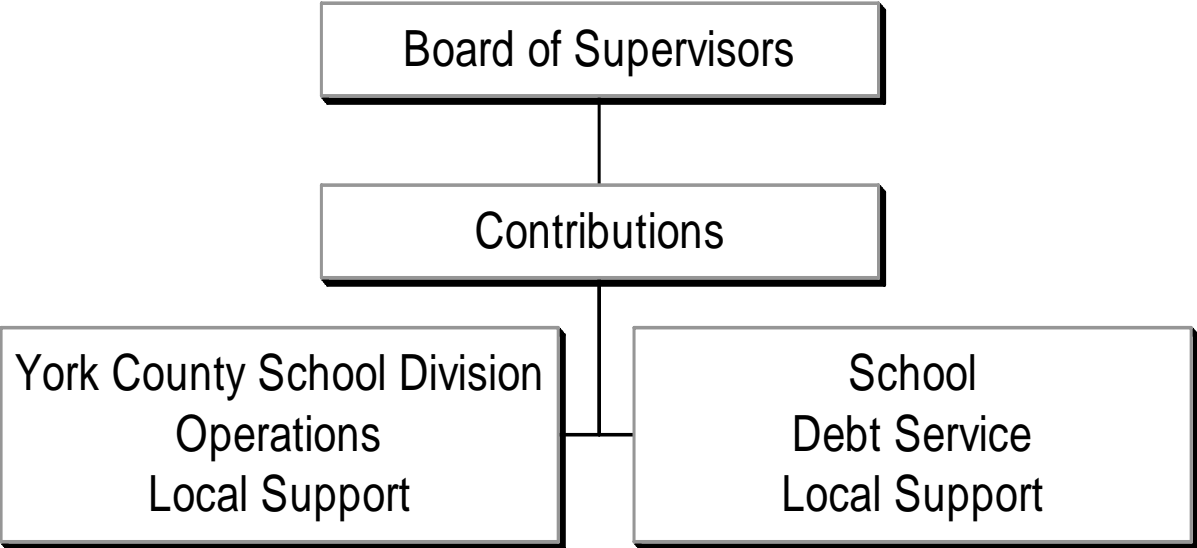 Board of Supervisors
Contributions
York County School Division
Operations
Local Support
School
Debt Service
Local Support